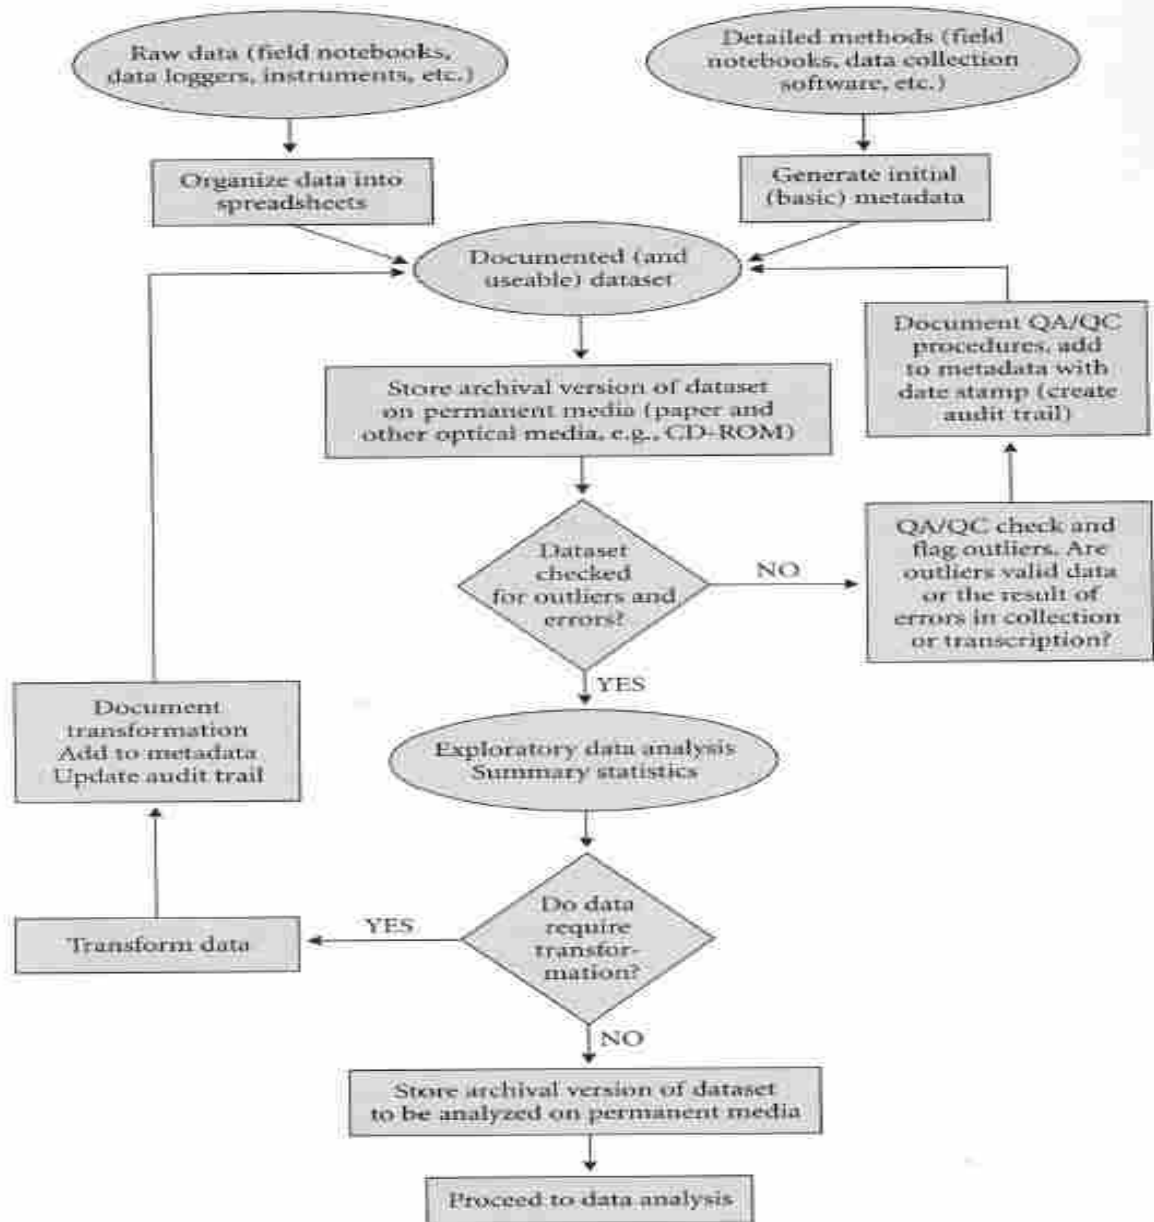 Raw data (field notebooks,
data loggers, instruments, etc.)
Detailed methods (field
notebooks, data collection
software, etc.)
Organize data into
spreadsheets
Generate initial
(basic) metadata
Documented (and
useable) dataset
Document QA/QC
procedures, add
to metadata with
date stamp (create
audit trail)
Store archival version of dataset
on permanent media (paper and
other optical media, e.g., CD-ROM)
Dataset
checked
for outliers and
errors?
NO
QA/QC check and
flag outliers. Are
outliers valid data
or the result of
errors in collection
or transcription?
YES
Document
transformation
Add to metadata
Update audit trail
Exploratory data analysis
Summary statistics
Do data
require
transfor-
mation?
YES
Transform data
NO
Store archival version of dataset
to be analyzed on permanent media
Proceed to data analysis